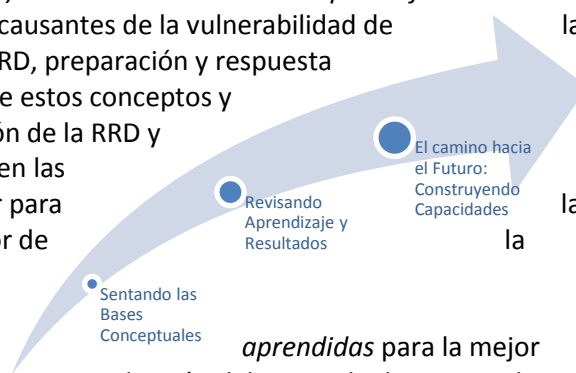 causantes de la vulnerabilidad de la
RD, preparación y respuesta
e estos conceptos y
ón de la RRD y
en las
r para la
or de la
aprendidas para la mejor
Sentando las
Bases
Conceptuales
Revisando
Aprendizaje y
Resultados
El camino hacia
el Futuro:
Construyendo
Capacidades